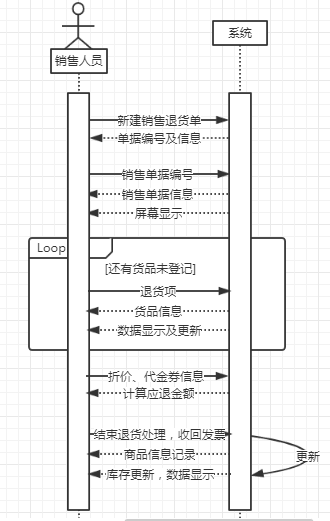 系统
销售人员
新建销售退货单
单据编号及信息
销售单据编号
销售单据信息
屏幕显示
Loop
[还有货品未登记]
退货项
货品信息
数据显示及更新
折价、代金券信息
计算应退金额
结束退货处理，收回发票
商品信息记录
更新
库存更新，数据显示